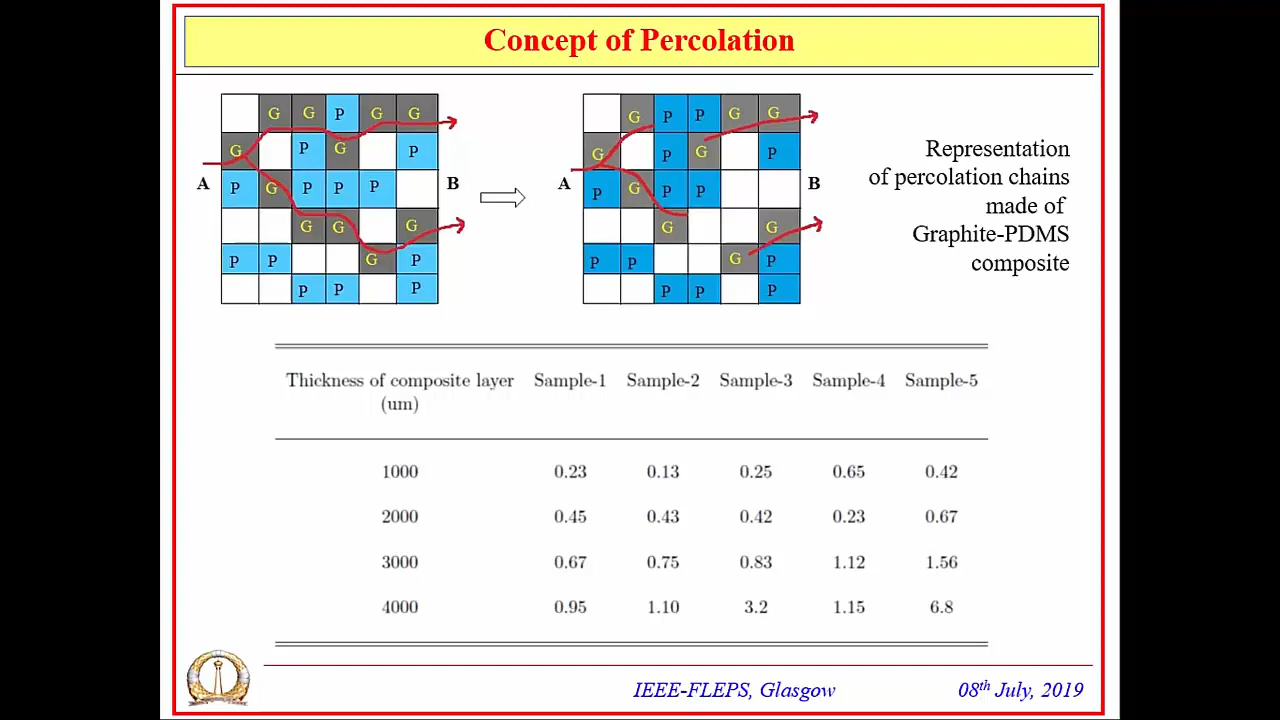 Concept of Percolation
G G P G G
G P G P
A P G P P P B
G G G
P P G P
P P P
G P P G G
G P G P
A P G P P B
G G
P P G P
P P P
Representation
of percolation chains
made of
Graphite-PDMS
composite
Thickness of composite layer Sample-1 Sample-2 Sample-3 Sample-4 Sample-5
(um)
1000 0.23 0.13 0.25 0.65 0.42
2000 0.45 0.43 0.42 0.23 0.67
3000 0.67 0.75 0.83 1.12 1.56
4000 0.95 1.10 3.2 1.15 6.8
IEEE-FLEPS, Glasgow 08th July, 2019